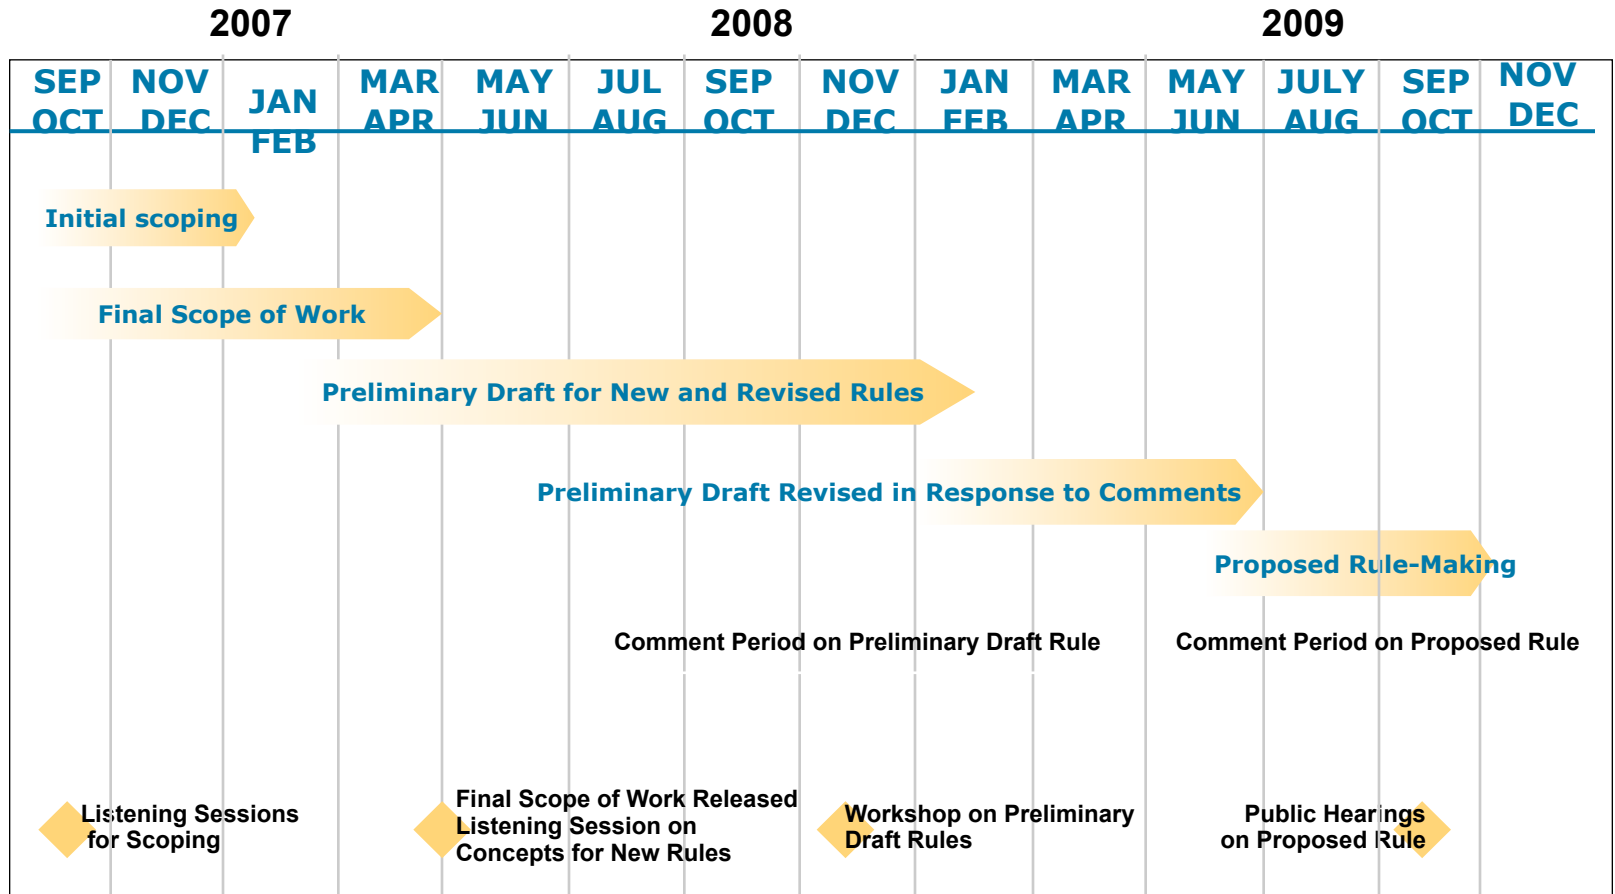 2007 2008 2009
SEP NOV JAN MAR MAY JUL SEP NOV JAN MAR MAY JULY SEP NOV
OCT DEC FEB APR JUN AUG OCT DEC FEB APR JUN AUG OCT DEC
Initial scoping
Final Scope of Work
Preliminary Draft for New and Revised Rules
Preliminary Draft Revised in Response to Comments
Proposed Rule-Making
Comment Period on Preliminary Draft Rule
Comment Period on Proposed Rule
Listening Sessions
for Scoping
Final Scope of Work Released
Listening Session on
Concepts for New Rules
Workshop on Preliminary
Draft Rules
Public Hearings
on Proposed Rule